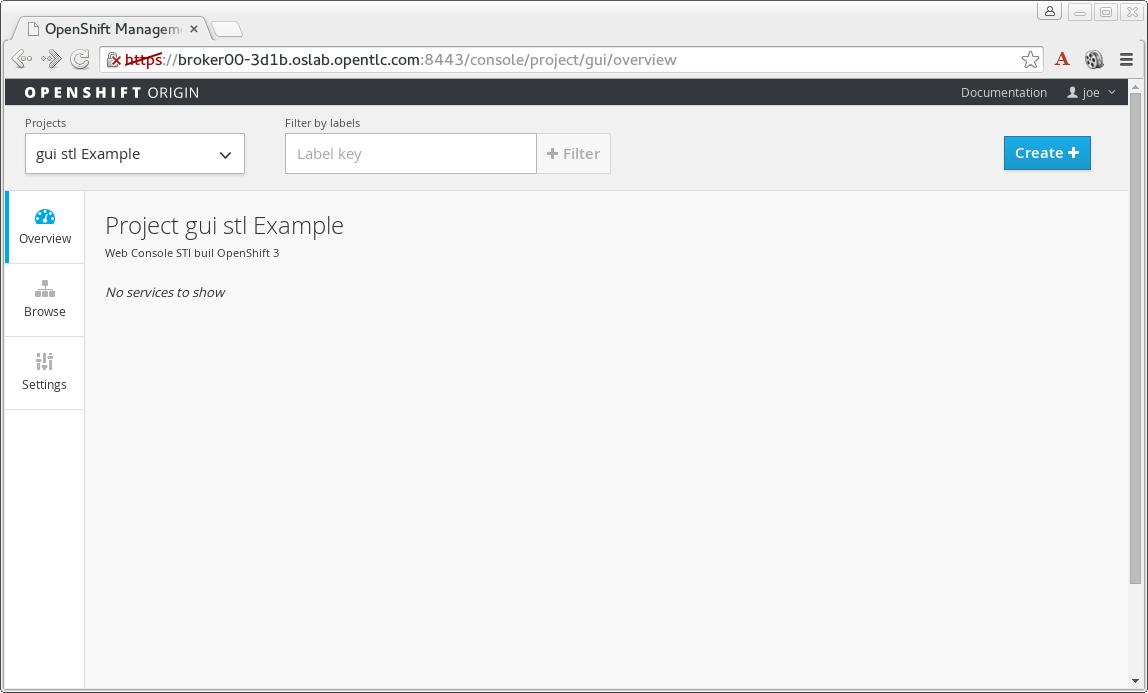 OpenShift Managem
https://broker00-3d1b.oslab.opentlc.com:8443/console/project/gui/overview
A
OPENSHIFT ORIGIN
Documentation
joe
Projects
Filter by labels
gui stl Example
Label key
+ Filter
Create +
Overview
Browse
Settings
Project gui stl Example
Web Console STI buil OpenShift 3
No services to show